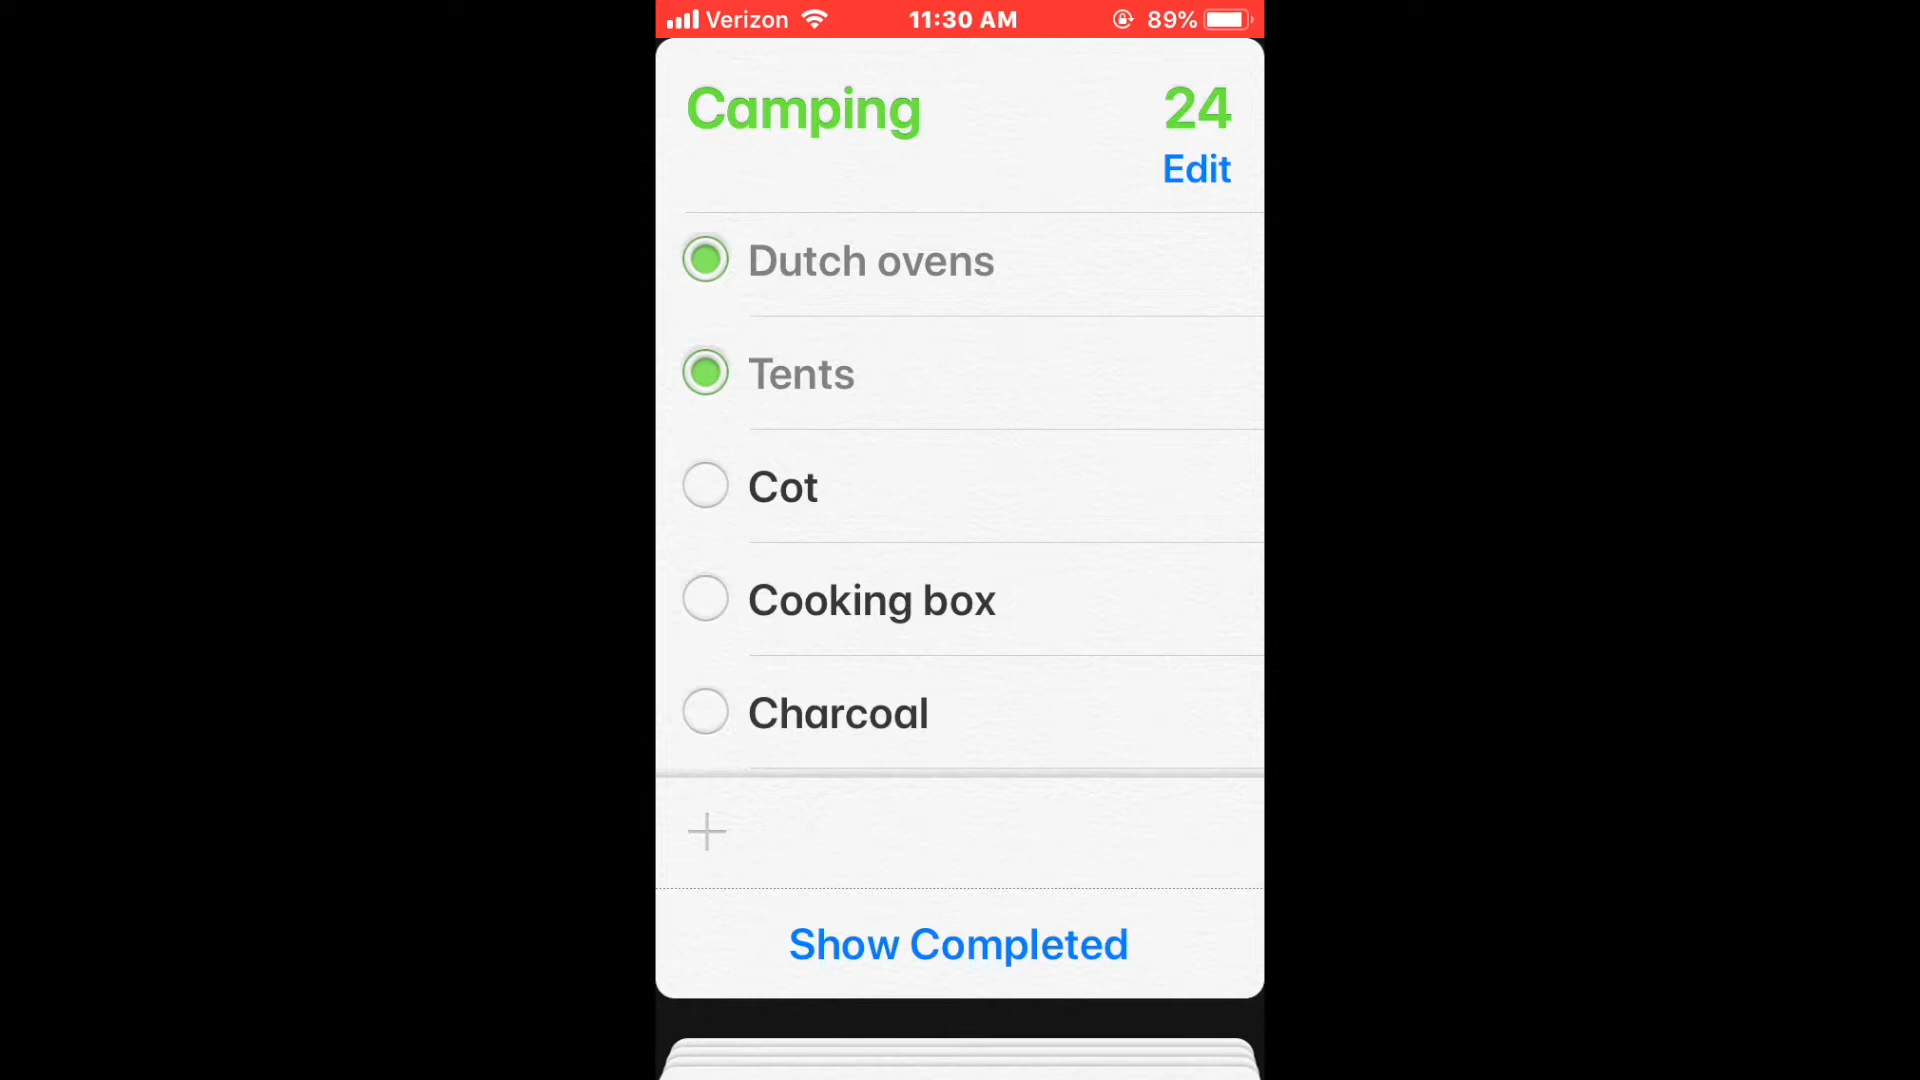 Verizon 11:30 AM 89%
Camping 24
Edit
Dutch ovens
Tents
Cot
Cooking box
Charcoal
Show Completed